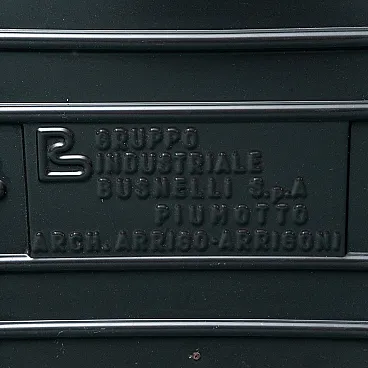 GRUPPO
INDUSTRIALE
BUSNELLI S.p.A
PIUMOTTO
ARCH. ARRIGO-ARRIGONI